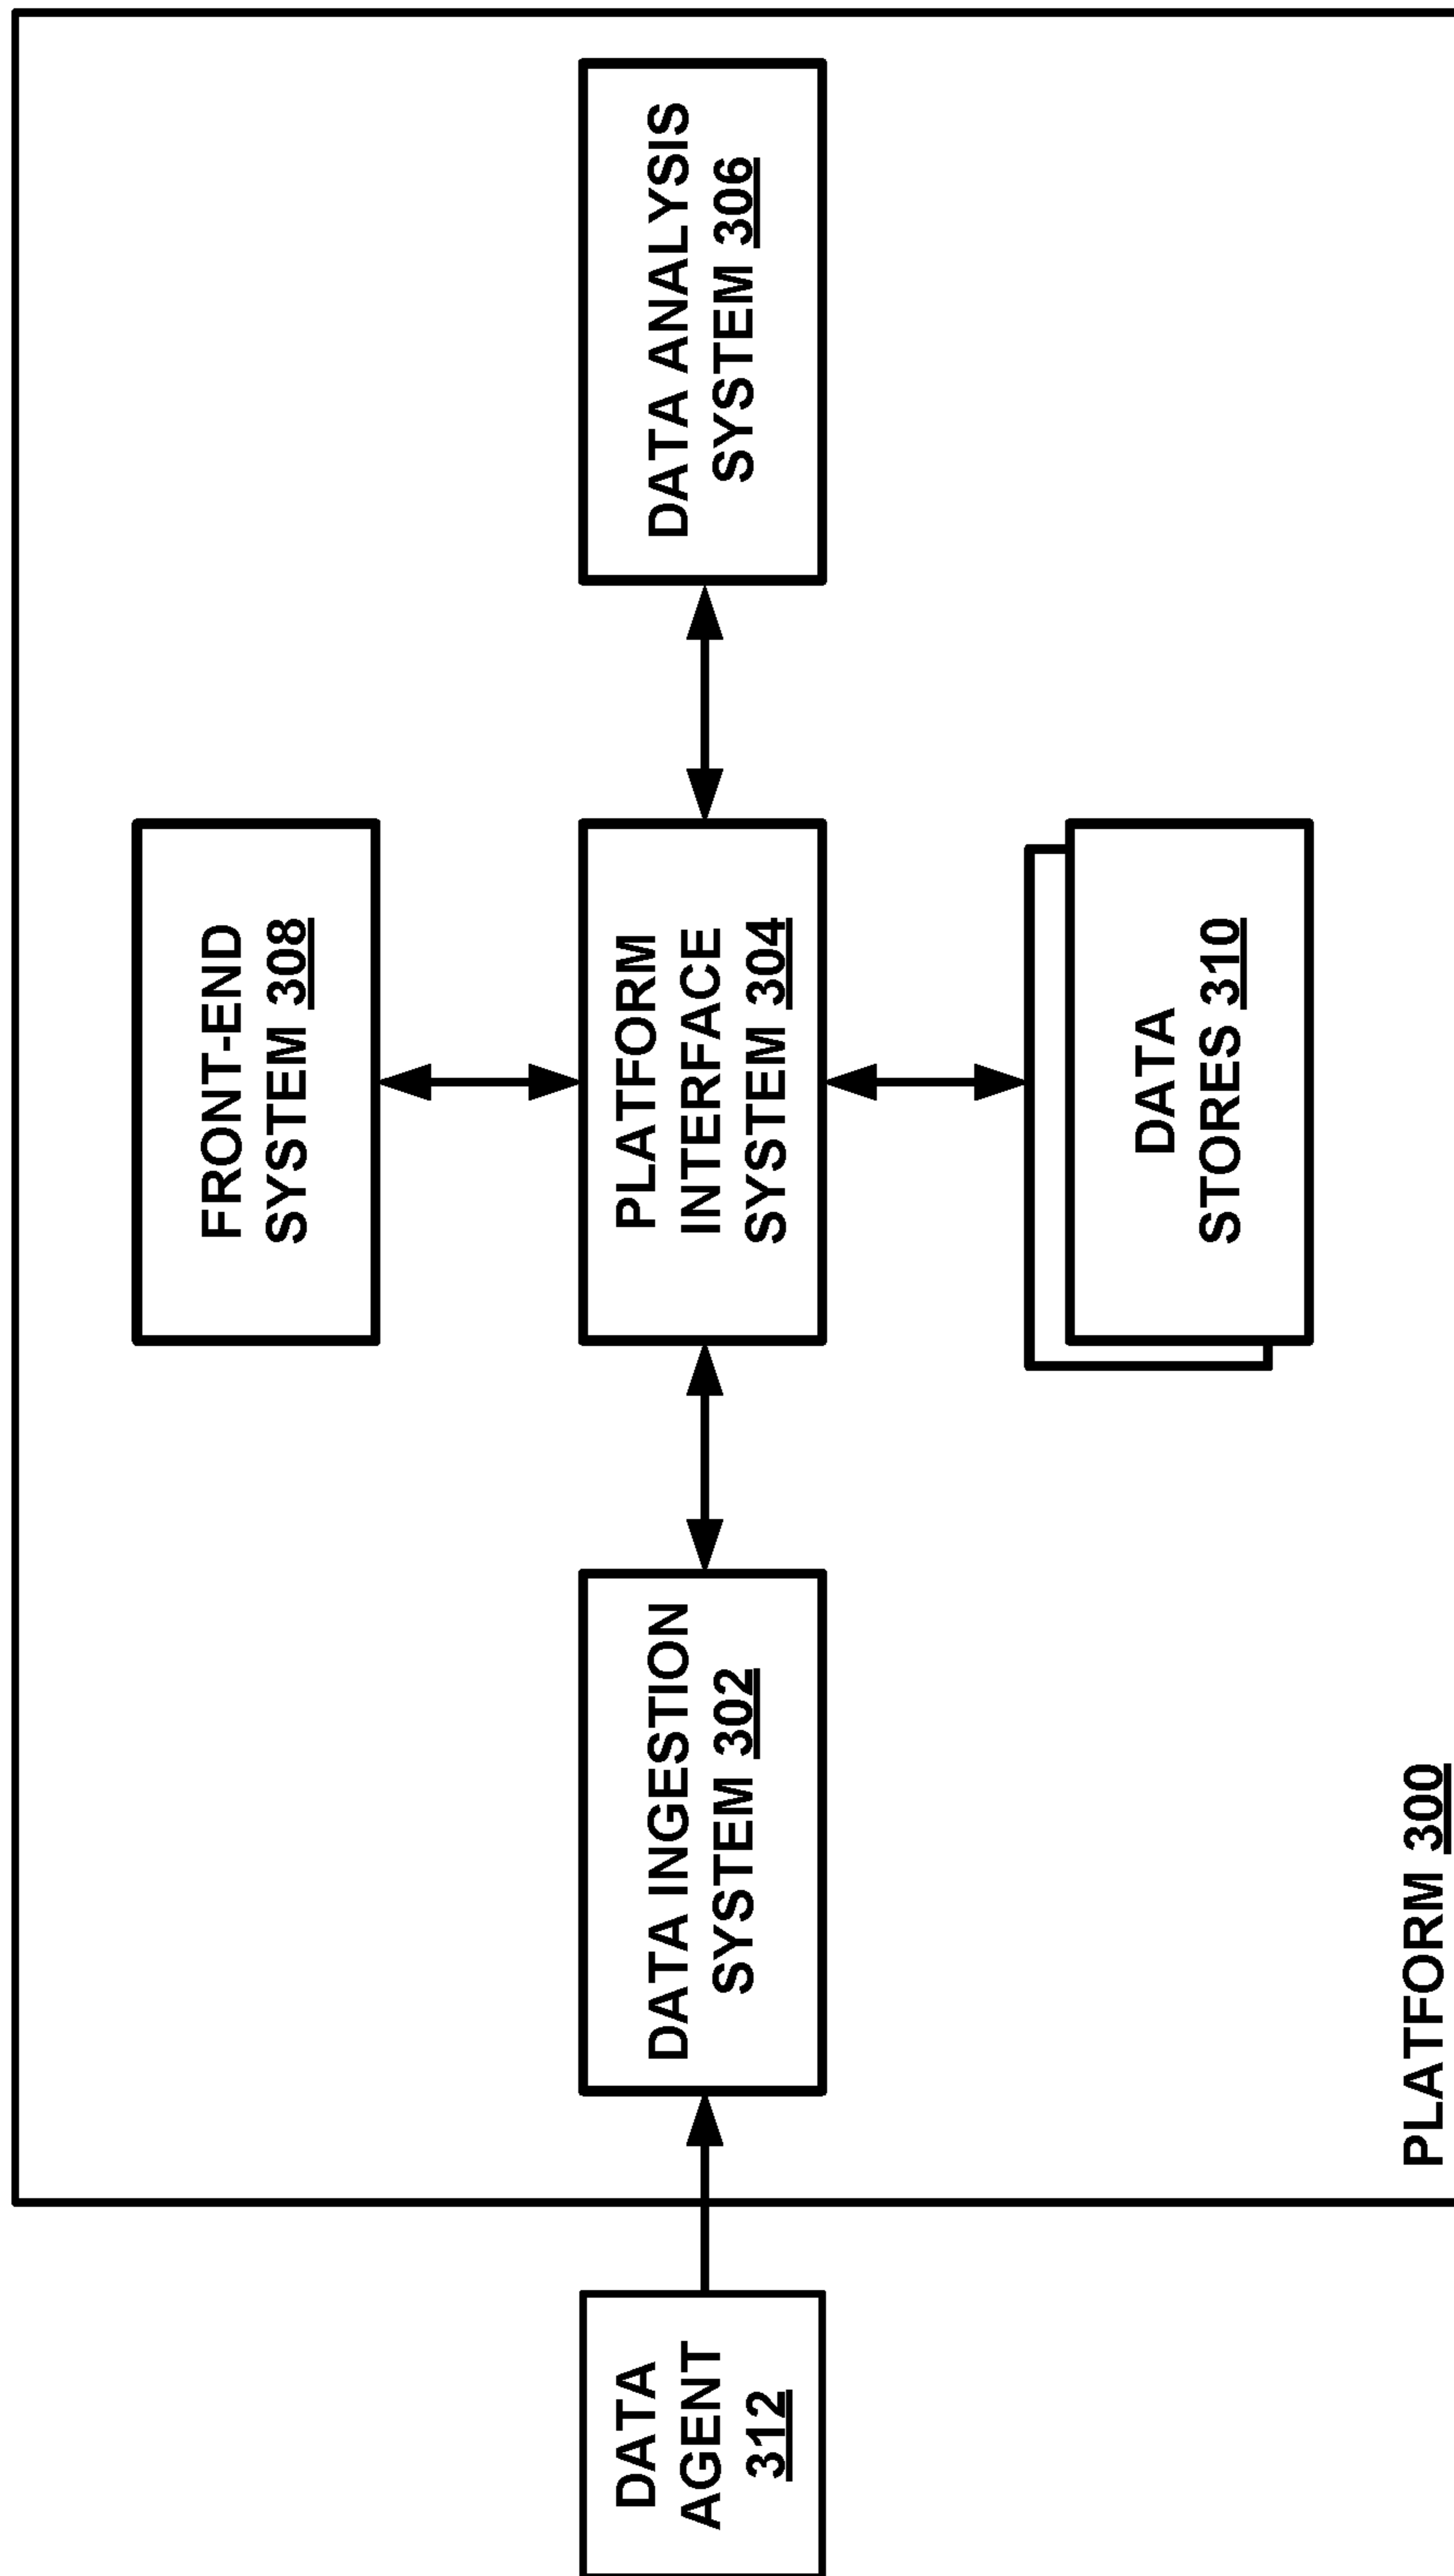 FRONT-END
SYSTEM 308
DATA
AGENT
312
DATA INGESTION
SYSTEM 302
PLATFORM
INTERFACE
SYSTEM 304
DATA ANALYSIS
SYSTEM 306
DATA
STORES 310
PLATFORM 300